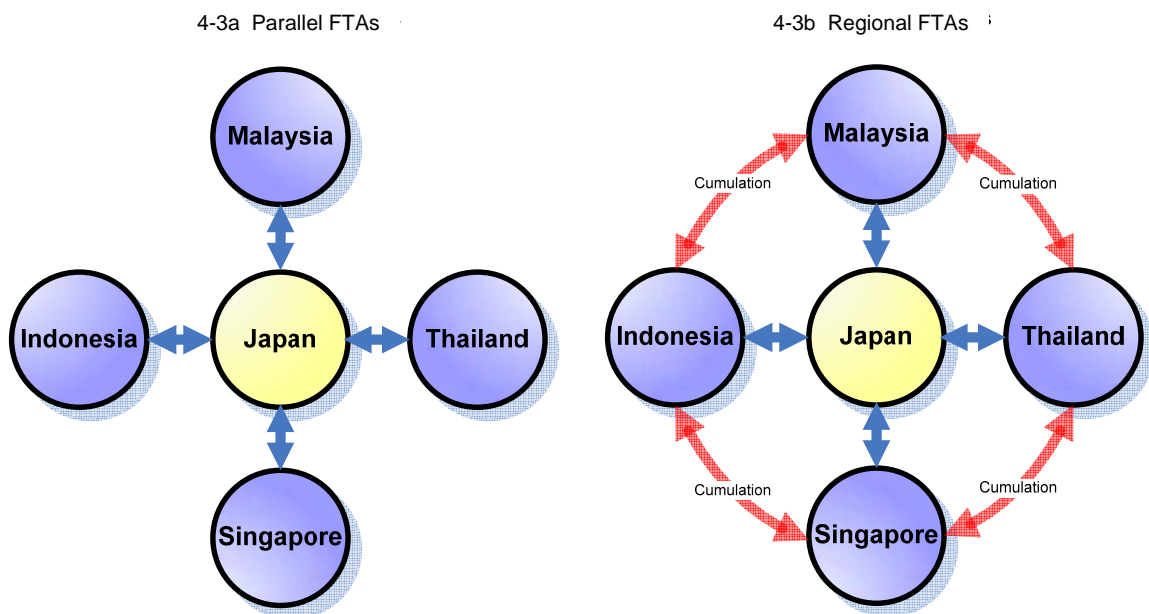 4-3a Parallel FTAs
Malaysia
Indonesia
Japan
Thailand
Singapore
4-3b Regional FTAs
Malaysia
Cumulation
Cumulation
Indonesia
Japan
Thailand
Cumulation
Cumulation
Singapore